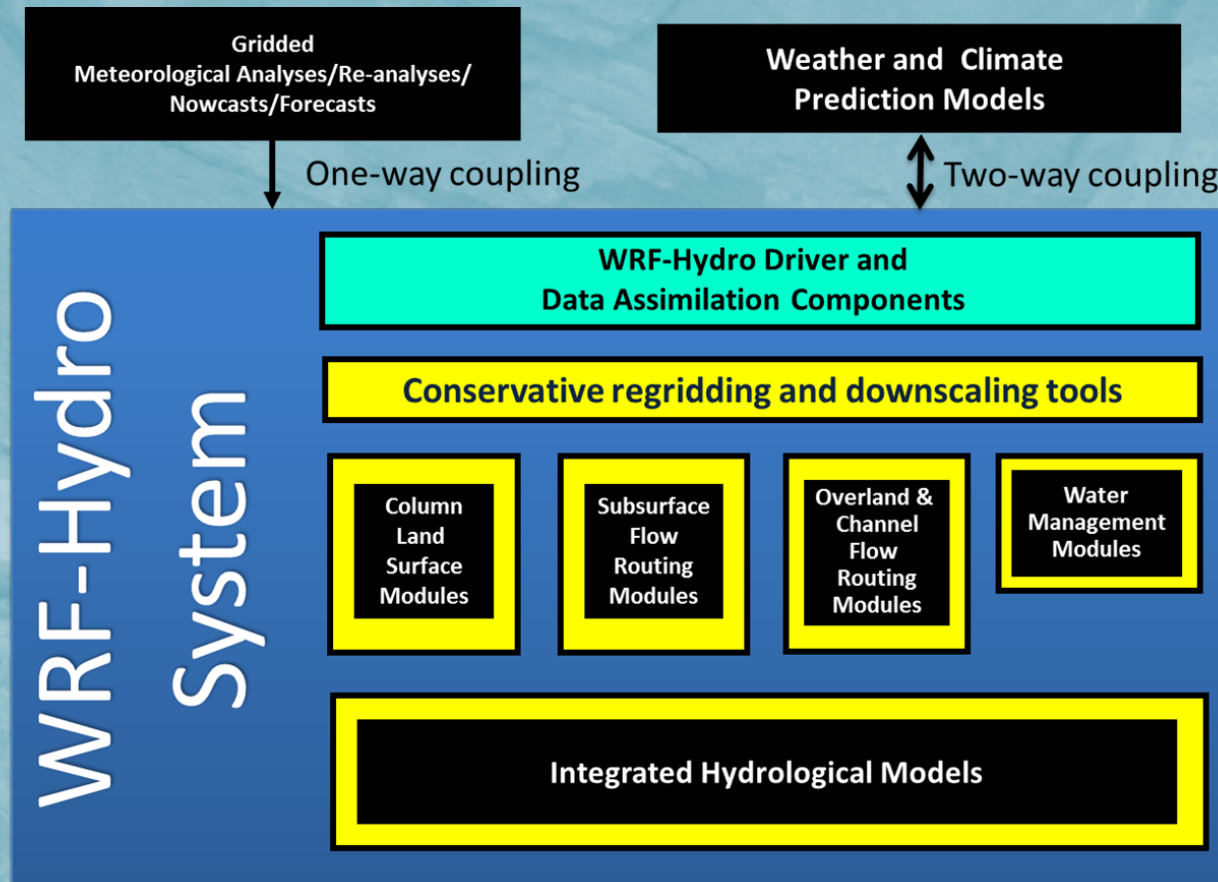 Gridded
Meteorological Analyses/Re-analyses/
Nowcasts/Forecasts
Weather and Climate
Prediction Models
One-way coupling
Two-way coupling
WRF-Hydro
System
WRF-Hydro Driver and
Data Assimilation Components
Conservative regridding and downscaling tools
Column
Land
Surface
Modules
Subsurface
Flow
Routing
Modules
Overland &
Channel
Flow
Routing
Modules
Water
Management
Modules
Integrated Hydrological Models